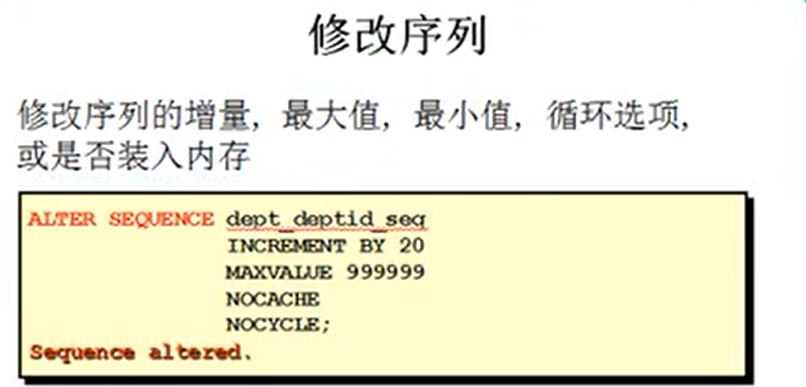 修改序列
修改序列的增量, 最大值, 最小值, 循环选项,
或是否装入内存
ALTER SEQUENCE dept_deptid_seq
INCREMENT BY 20
MAXVALUE 999999
NOCACHE
NOCYCLE;
Sequence altered.